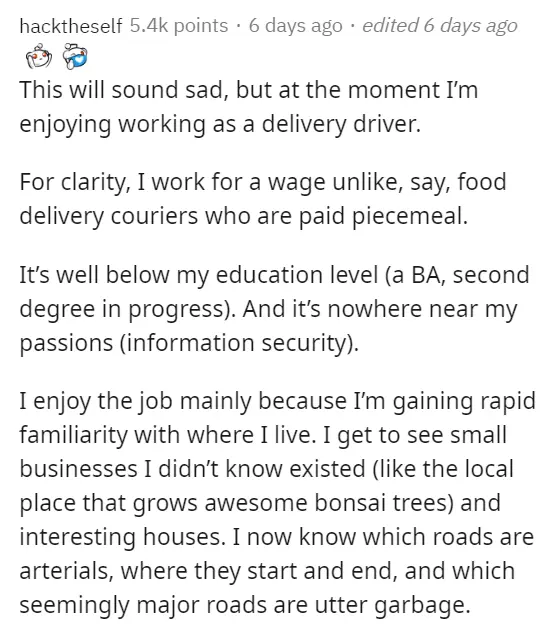 hacktheself 5.4k points · 6 days ago · edited 6 days ago
This will sound sad, but at the moment I’m
enjoying working as a delivery driver.
For clarity, I work for a wage unlike, say, food
delivery couriers who are paid piecemeal.
It’s well below my education level (a BA, second
degree in progress). And it’s nowhere near my
passions (information security).
I enjoy the job mainly because I’m gaining rapid
familiarity with where I live. I get to see small
businesses I didn’t know existed (like the local
place that grows awesome bonsai trees) and
interesting houses. I now know which roads are
arterials, where they start and end, and which
seemingly major roads are utter garbage.